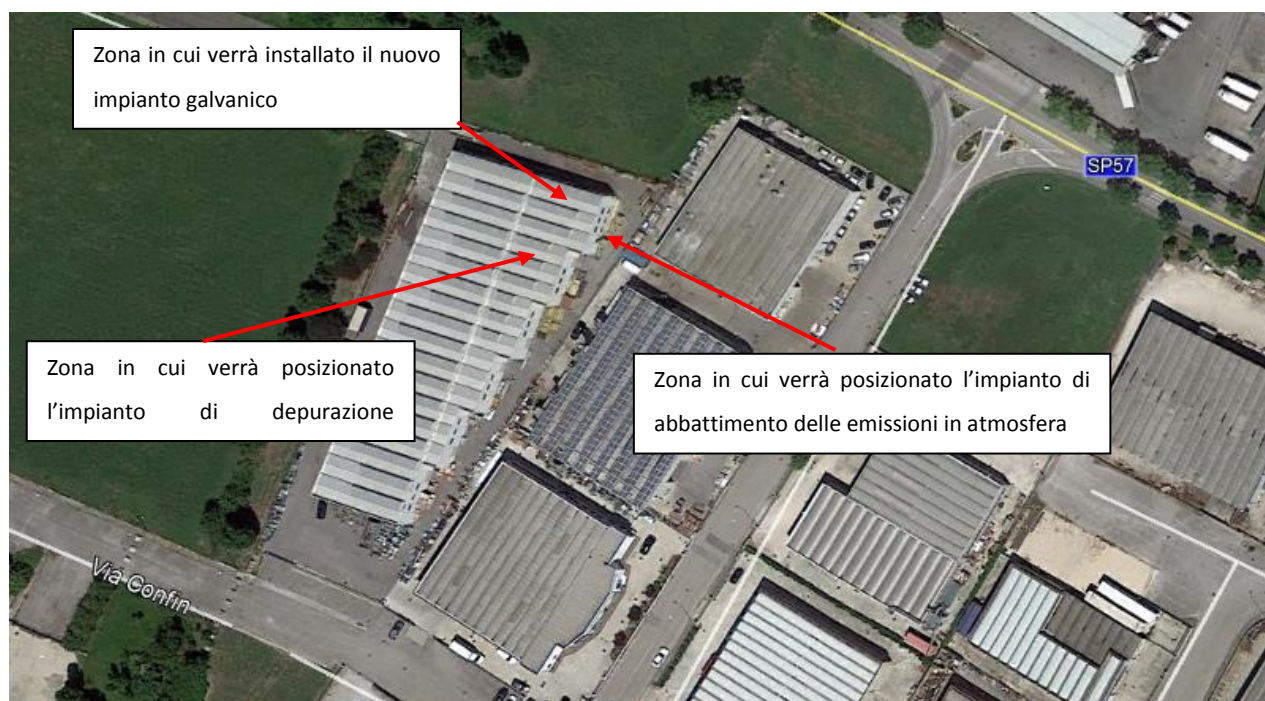 Zona in cui verrà installato il nuovo
impianto galvanico
SP57
Zona in cui verrà posizionato
l’impianto di depurazione
Zona in cui verrà posizionato l’impianto di
abbattimento delle emissioni in atmosfera
Via Confin